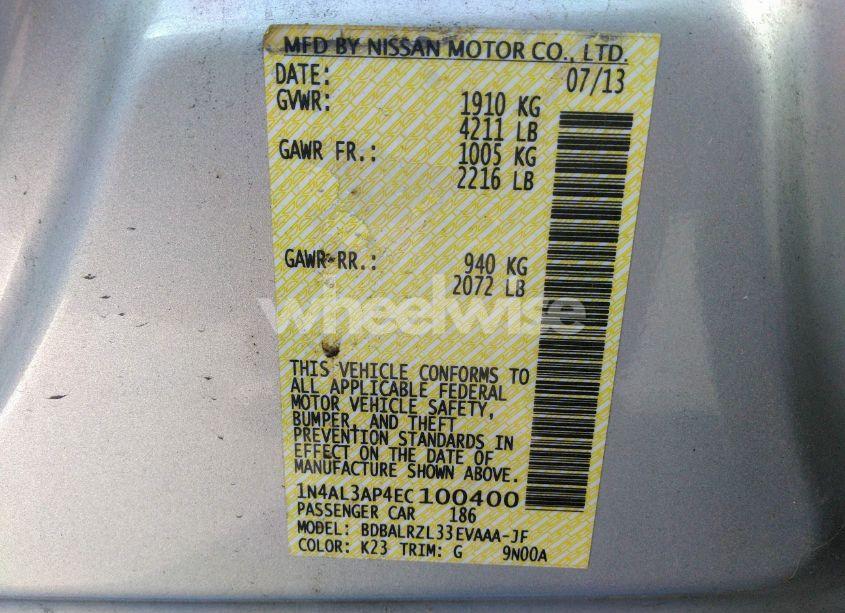 MFD BY NISSAN MOTOR CO., LTD.
DATE: 07/13
GVWR: 1910 KG
4211 LB
GAWR FR.: 1005 KG
2216 LB
GAWR RR.: 940 KG
2072 LB
wheelwise
THIS VEHICLE CONFORMS TO
ALL APPLICABLE FEDERAL
MOTOR VEHICLE SAFETY,
BUMPER, AND THEFT
PREVENTION STANDARDS IN
EFFECT ON THE DATE OF
MANUFACTURE SHOWN ABOVE.
1N4AL3AP4EC100400
PASSENGER CAR 186
MODEL: BDBALRZL33EVAAA-JF
COLOR: K23 TRIM: G 9N00A